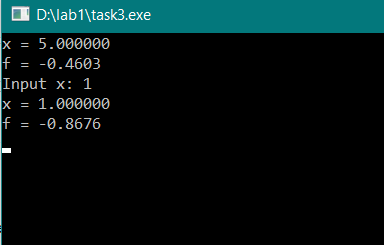 D:\lab1\task3.exe
x = 5.000000
f = -0.4603
Input x: 1
x = 1.000000
f = -0.8676